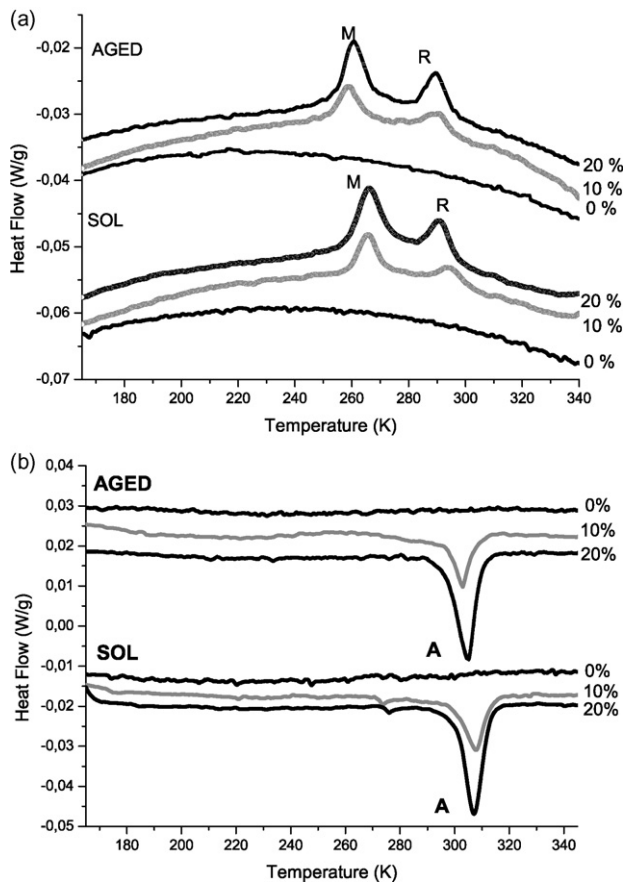 (a)
-0,02
AGED
M
R
-0,03
20 %
-0,04
10 %
M
0 %
Heat Flow (W/g)
SOL
R
-0,05
20 %
-0,06
10 %
0 %
-0,07
180 200 220 240 260 280 300 320 340
Temperature (K)
(b)
0,04
AGED
0,03
0%
10%
0,02
20%
0,01
0,00
A
SOL
-0,01
0%
Heat Flow (W/g)
10%
-0,02
20%
-0,03
-0,04
A
-0,05
180 200 220 240 260 280 300 320 340
Temperature (K)